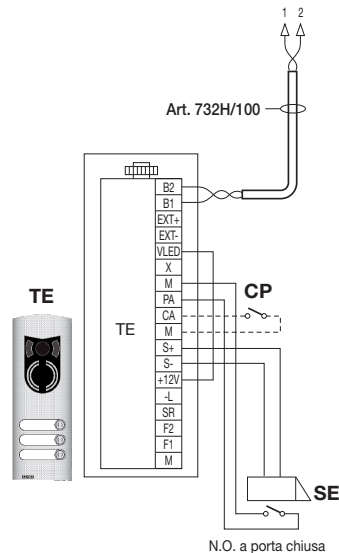 1 2
Art. 732H/100
B2
B1
EXT+
EXT-
VLED
X
M
PA
CA
M
S+
S-
+12V
-L
SR
F2
F1
M
TE
TE
CP
SE
N.O. a porta chiusa